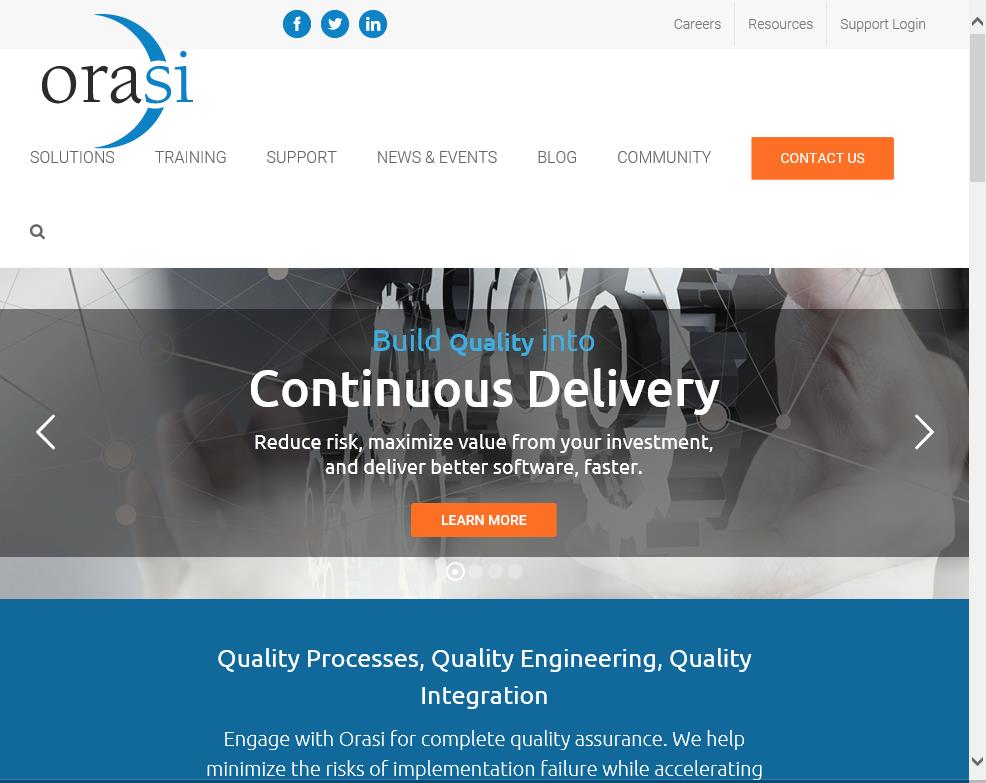 Careers Resources Support Login
orasi
SOLUTIONS TRAINING SUPPORT NEWS & EVENTS BLOG COMMUNITY CONTACT US
Build Quality into
Continuous Delivery
Reduce risk, maximize value from your investment,
and deliver better software, faster.
LEARN MORE
Quality Processes, Quality Engineering, Quality
Integration
Engage with Orasi for complete quality assurance. We help
minimize the risks of implementation failure while accelerating